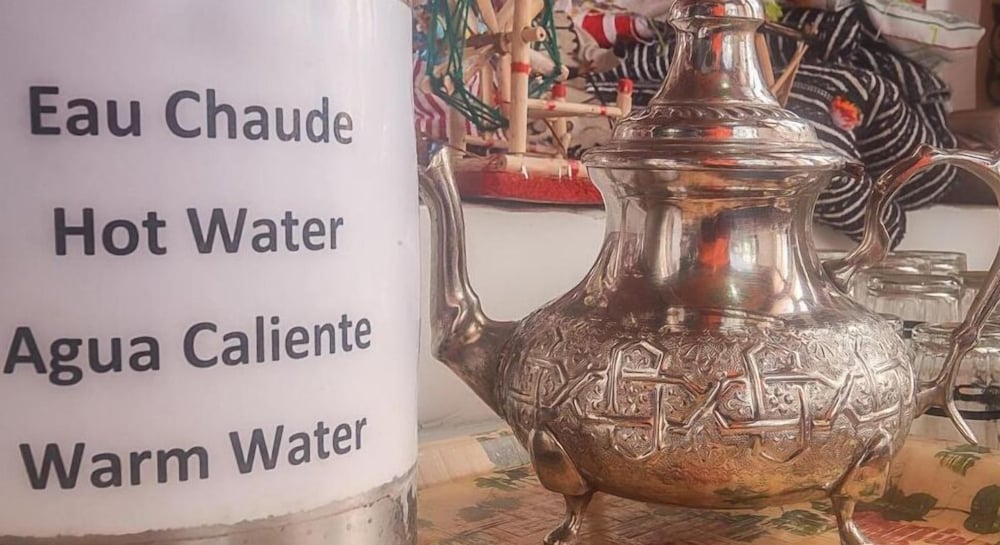 Eau Chaude
Hot Water
Agua Caliente
Warm Water